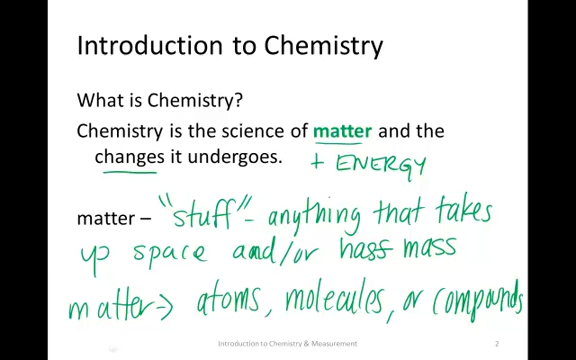 Introduction to Chemistry
What is Chemistry?
Chemistry is the science of matter and the
changes it undergoes. + ENERGY
matter – "stuff" - anything that takes
up space and/or has mass
matter → atoms, molecules, or compounds
Introduction to Chemistry & Measurement 2